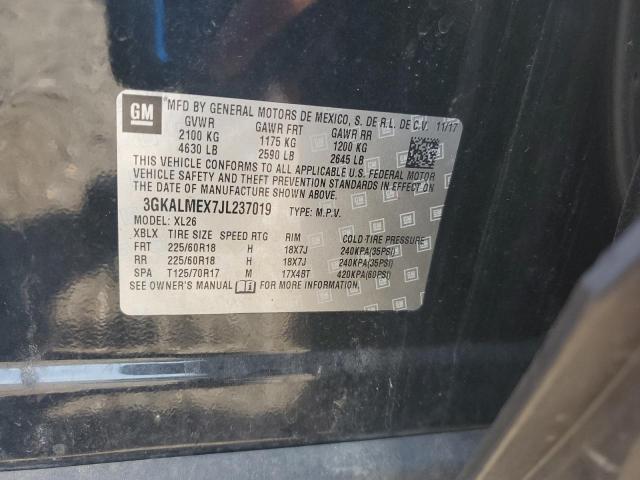 GM
MFD BY GENERAL MOTORS DE MEXICO, S. DE R.L. DE C.V. 11/17
GVWR GAWR FRT GAWR RR
2100 KG 1175 KG 1200 KG
4630 LB 2590 LB 2645 LB
THIS VEHICLE CONFORMS TO ALL APPLICABLE U.S. FEDERAL MOTOR
VEHICLE SAFETY AND THEFT PREVENTION STANDARDS IN EFFECT ON
THE DATE OF MANUFACTURE SHOWN ABOVE.
3GKALMEX7JL237019 TYPE: M.P.V.
MODEL: XL26
XBLX TIRE SIZE SPEED RTG RIM COLD TIRE PRESSURE
FRT 225/60R18 H 18X7J 240KPA(35PSI)
RR 225/60R18 H 18X7J 240KPA(35PSI)
SPA T125/70R17 M 17X4BT 420KPA(60PSI)
SEE OWNER'S MANUAL FOR MORE INFORMATION.